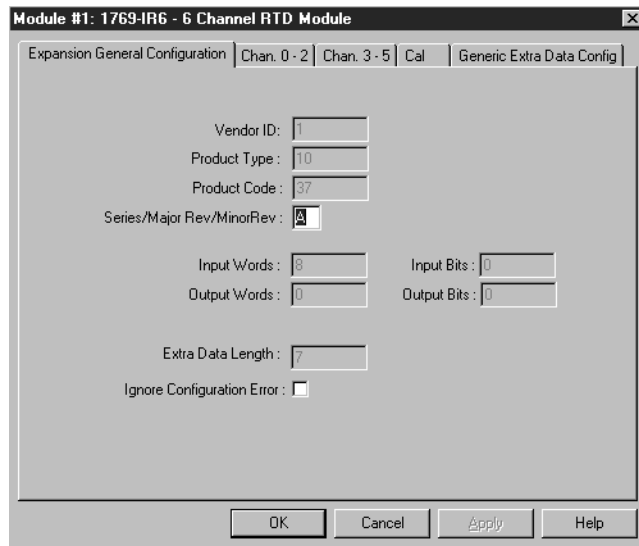 Module #1: 1769-IR6 - 6 Channel RTD Module
Expansion General Configuration Chan. 0 - 2 Chan. 3 - 5 Cal Generic Extra Data Config
Vendor ID: 1
Product Type : 10
Product Code : 37
Series/Major Rev/MinorRev : A
Input Words : 8 Input Bits : 0
Output Words : 0 Output Bits : 0
Extra Data Length : 7
Ignore Configuration Error :
OK Cancel Apply Help